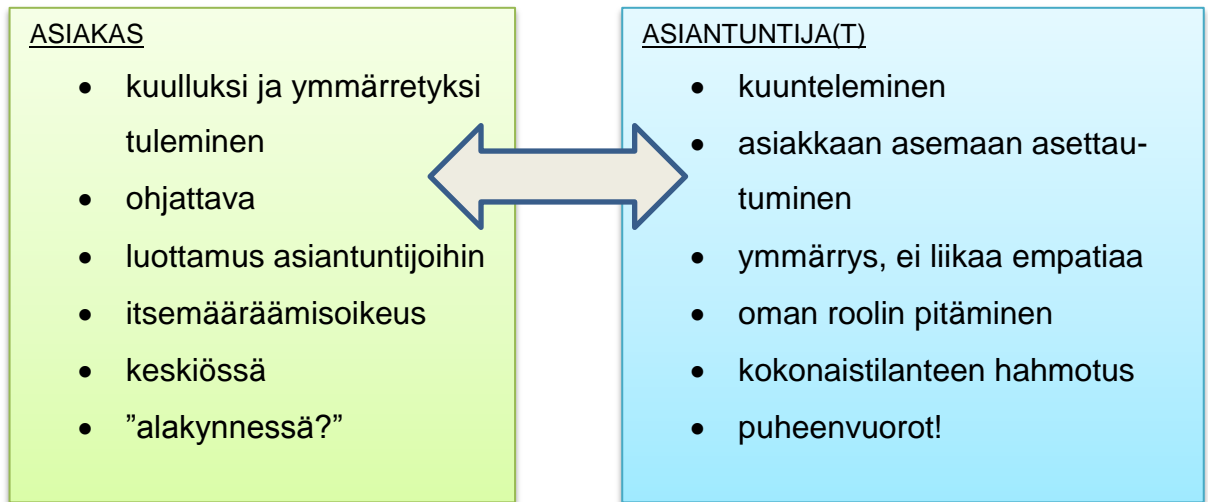 ASIAKAS
• kuulluksi ja ymmärretyksi
tuleminen
• ohjattava
• luottamus asiantuntijoihin
• itsemääräämisoikeus
• keskiössä
• ”alakynnessä?”
ASIANTUNTIJA(T)
• kuunteleminen
• asiakkaan asemaan asettau-
tuminen
• ymmärrys, ei liikaa empatiaa
• oman roolin pitäminen
• kokonaistilanteen hahmotus
• puheenvuorot!